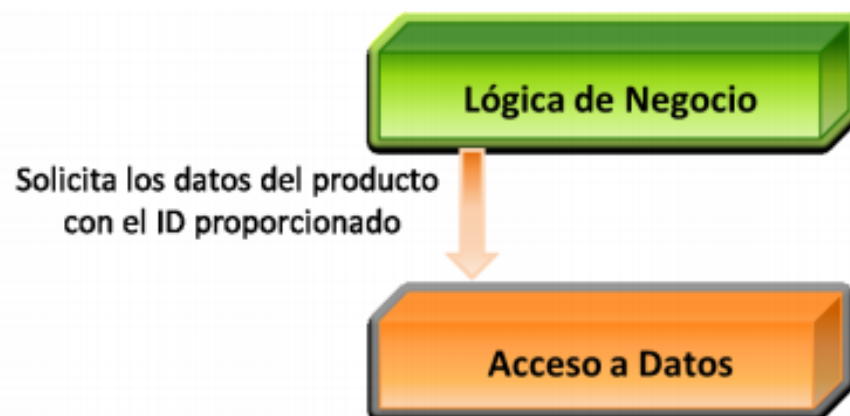 Lógica de Negocio
Solicita los datos del producto
con el ID proporcionado
Acceso a Datos